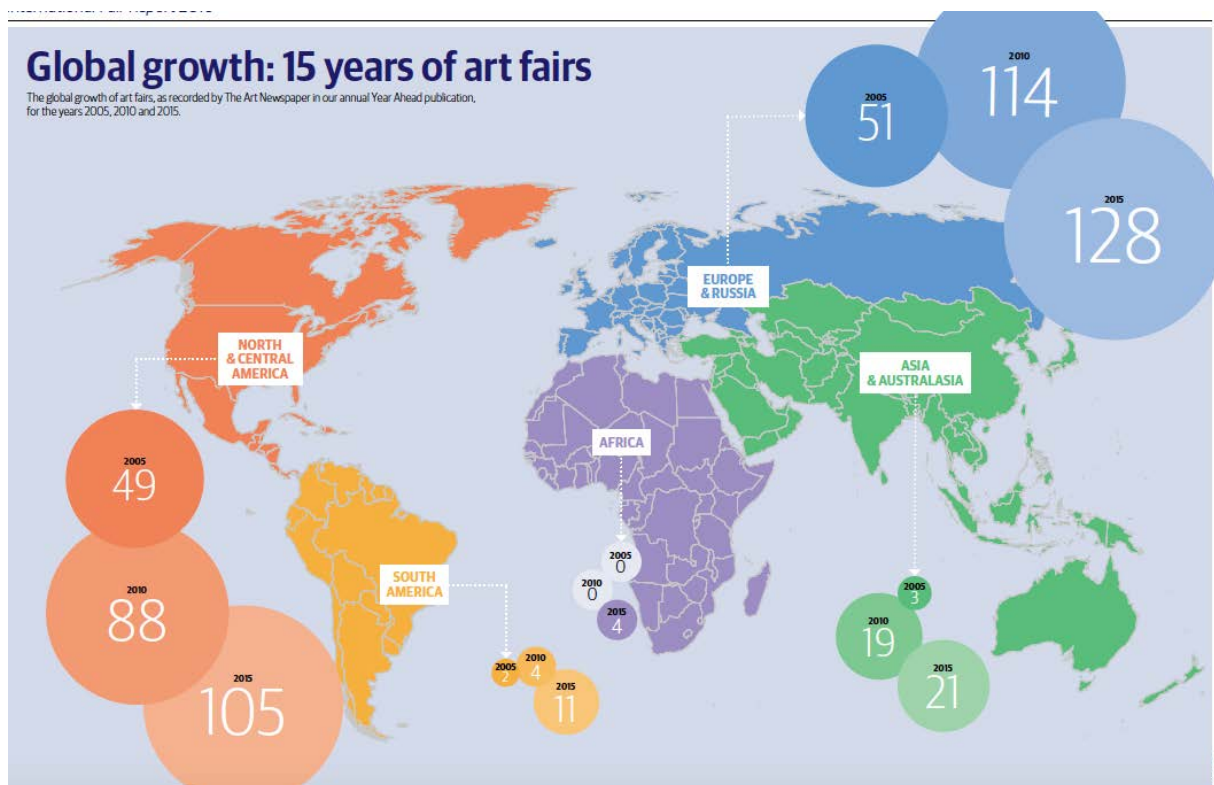 Global growth: 15 years of art fairs
The global growth of art fairs, as recorded by The Art Newspaper in our annual Year Ahead publication,
for the years 2005, 2010 and 2015.
2005
51
2010
114
2015
128
EUROPE
& RUSSIA
NORTH
& CENTRAL
AMERICA
2005
49
2010
88
2015
105
ASIA
& AUSTRALASIA
2005
3
2010
19
2015
21
AFRICA
2005
0
2010
0
2015
4
SOUTH
AMERICA
2005
2
2010
4
2015
11